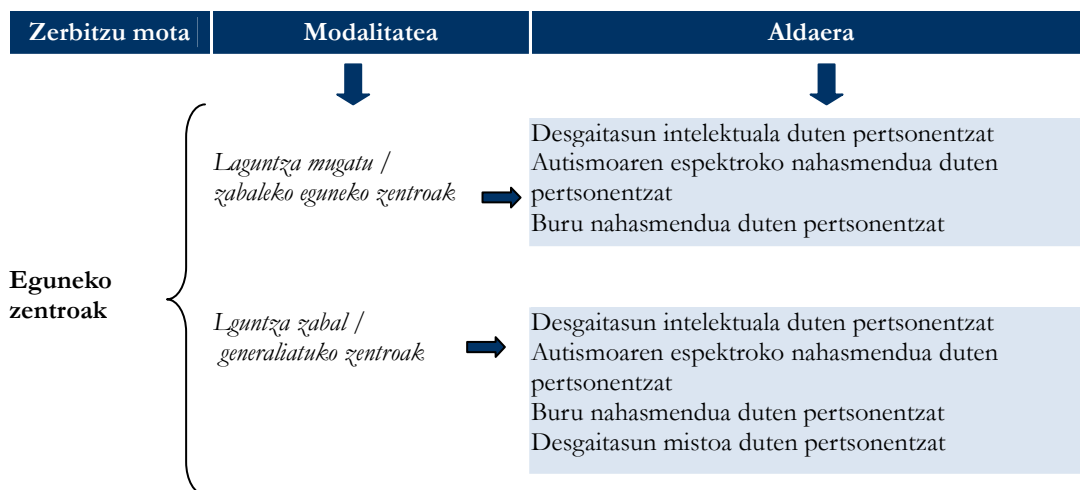 Zerbitzu mota Modalitatea Aldaera
Desgaitasun intelektuala duten pertsonentzat
Autismoaren espektroko nahasmendua duten
pertsonentzat
Buru nahasmendua duten pertsonentzat
Laguntza mugatu /
zabaleko eguneko zentroak
Eguneko
zentroak
Lguntza zabal /
generaliatuko zentroak
Desgaitasun intelektuala duten pertsonentzat
Autismoaren espektroko nahasmendua duten
pertsonentzat
Buru nahasmendua duten pertsonentzat
Desgaitasun mistoa duten pertsonentzat